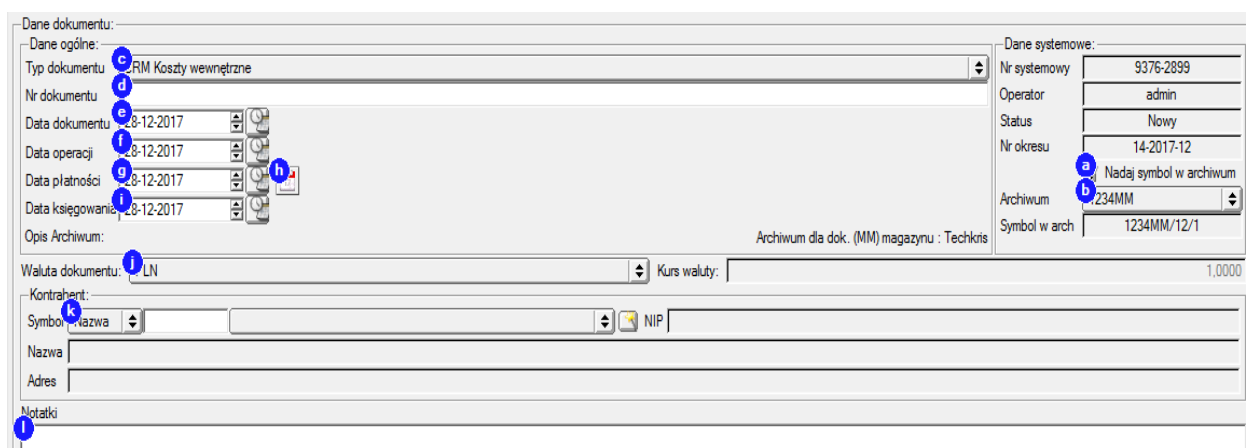 Dane dokumentu:
Dane ogólne:
Typ dokumentu c RM Koszty wewnętrzne
Nr dokumentu d
Data dokumentu e 28-12-2017
Data operacji f 28-12-2017
Data płatności g 28-12-2017 h
Data księgowania i 28-12-2017
Opis Archiwum: Archiwum dla dok. (MM) magazynu : Techkris
Dane systemowe:
Nr systemowy 9376-2899
Operator admin
Status Nowy
Nr okresu 14-2017-12
a Nadaj symbol w archiwum
Archiwum b 1234MM
Symbol w arch 1234MM/12/1
Waluta dokumentu: j LN Kurs waluty: 1,0000
Kontrahent:
Symbol k Nazwa NIP
Nazwa
Adres
Notatki
l